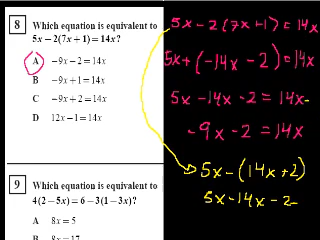 8 Which equation is equivalent to
5x − 2(7x + 1) = 14x?
A −9x − 2 = 14x
B −9x + 1 = 14x
C −9x + 2 = 14x
D 12x − 1 = 14x
9 Which equation is equivalent to
4(2 − 5x) = 6 − 3(1 − 3x)?
A 8x = 5
B 8x = 17
5x - 2(7x+1) = 14x
5x + (-14x - 2) = 14x
5x - 14x - 2 = 14x
-9x - 2 = 14x
5x - (14x + 2)
5x - 14x - 2